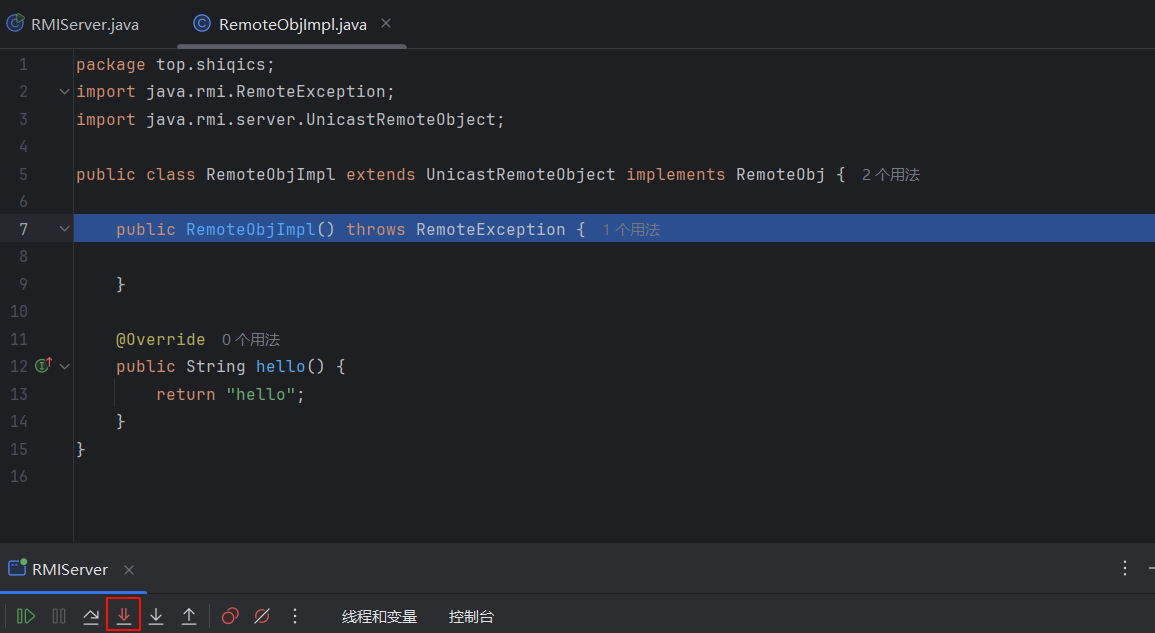 RMIServer.java RemoteObjImpl.java
1 package top.shiqics;
2 import java.rmi.RemoteException;
3 import java.rmi.server.UnicastRemoteObject;
4
5 public class RemoteObjImpl extends UnicastRemoteObject implements RemoteObj { 2 个用法
6
7 public RemoteObjImpl() throws RemoteException { 1 个用法
8
9 }
10
11 @Override 0 个用法
12 public String hello() {
13 return "hello";
14 }
15 }
16
RMIServer
线程和变量 控制台